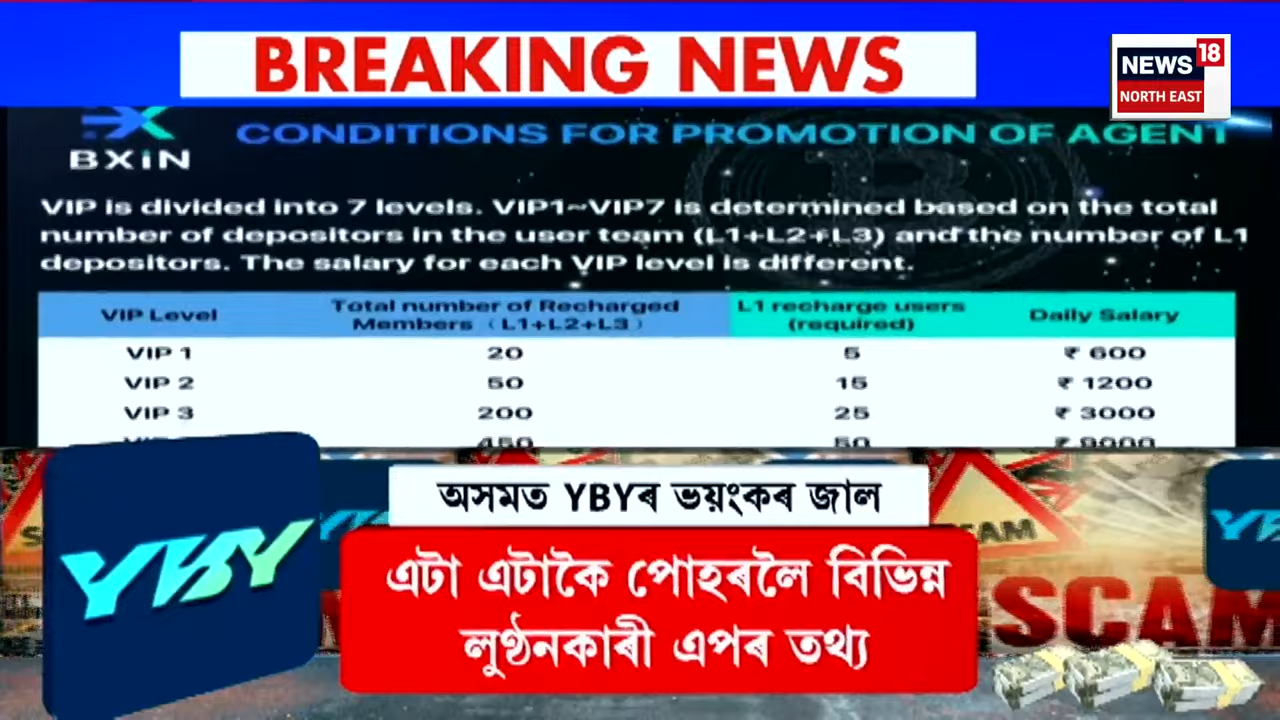 BREAKING NEWS
NEWS 18
NORTH EAST
BXiN
CONDITIONS FOR PROMOTION OF AGENT
VIP is divided into 7 levels. VIP1~VIP7 is determined based on the total
number of depositors in the user team (L1+L2+L3) and the number of L1
depositors. The salary for each VIP level is different.
VIP Level
Total number of Recharged
Members （L1+L2+L3）
L1 recharge users
(required)
Daily Salary
VIP 1 20 5 ₹ 600
VIP 2 50 15 ₹ 1200
VIP 3 200 25 ₹ 3000
450 50 ₹ 9000
YBY
অসমত YBYৰ ভয়ংকৰ জাল
এটা এটাকৈ পোহৰলৈ বিভিন্ন
লুণ্ঠনকাৰী এপৰ তথ্য
SCAM